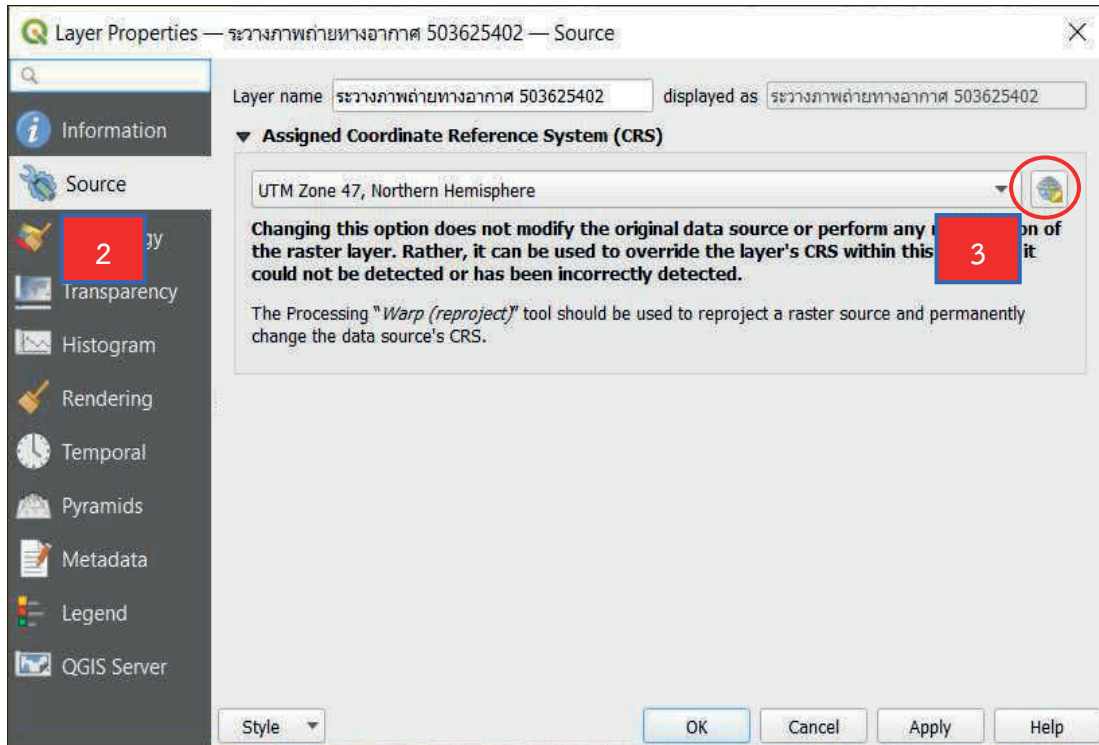 Layer Properties — ระวางภาพถ่ายทางอากาศ 503625402 — Source
Layer name ระวางภาพถ่ายทางอากาศ 503625402 displayed as ระวางภาพถ่ายทางอากาศ 503625402
Information
Assigned Coordinate Reference System (CRS)
Source
UTM Zone 47, Northern Hemisphere
Changing this option does not modify the original data source or perform any on of
the raster layer. Rather, it can be used to override the layer's CRS within this it
could not be detected or has been incorrectly detected.
2
gy
3
Transparency
The Processing "Warp (reproject)" tool should be used to reproject a raster source and permanently
change the data source's CRS.
Histogram
Rendering
Temporal
Pyramids
Metadata
Legend
QGIS Server
Style OK Cancel Apply Help